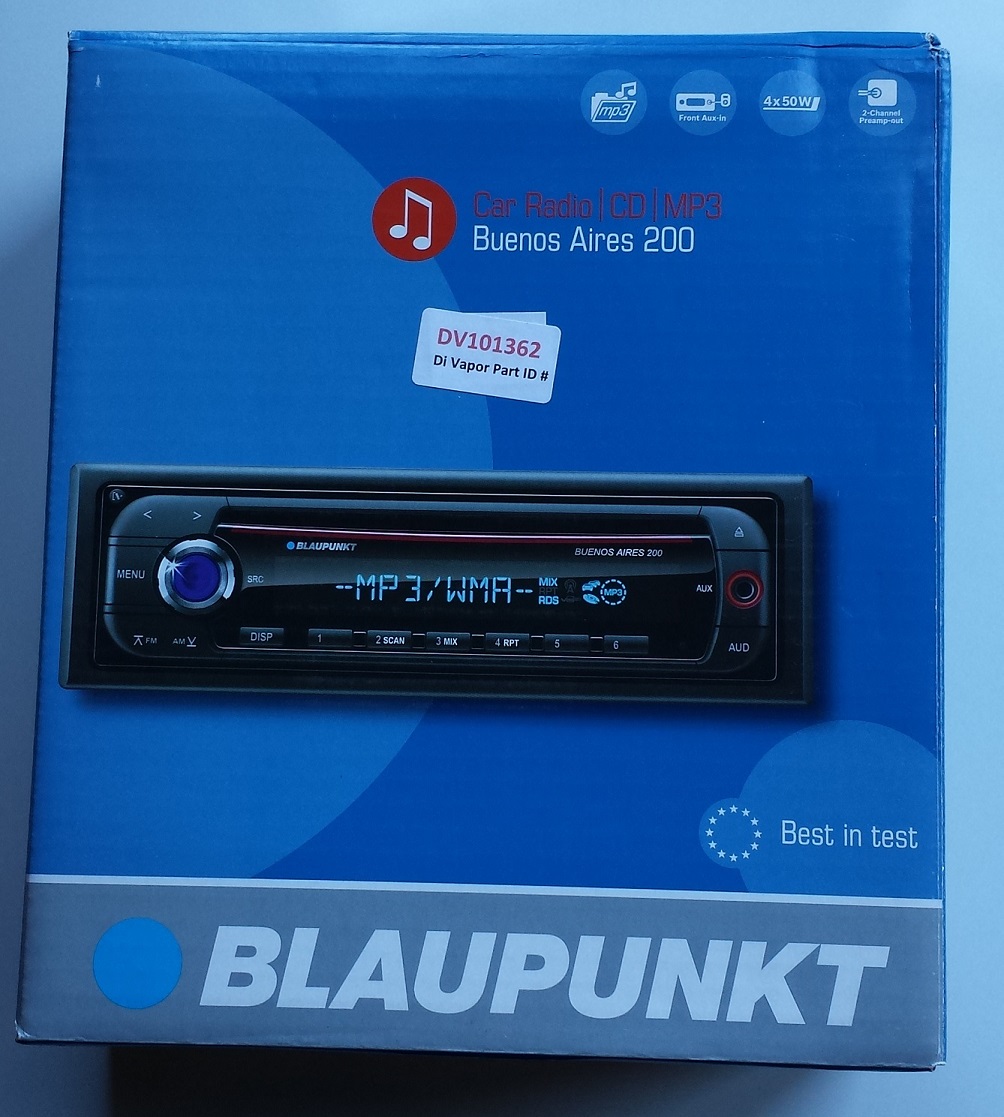 mp3
Front Aux-in
4x50W
2-Channel
Preamp-out
Car Radio | CD | MP3
Buenos Aires 200
DV101362
Di Vapor Part ID #
< >
BLAUPUNKT
BUENOS AIRES 200
MENU
SRC
--MP3/WMA--
MIX
RPT
RDS
MP3
AUX
FM
AM
DISP
1
2 SCAN
3 MIX
4 RPT
5
6
AUD
Best in test
BLAUPUNKT